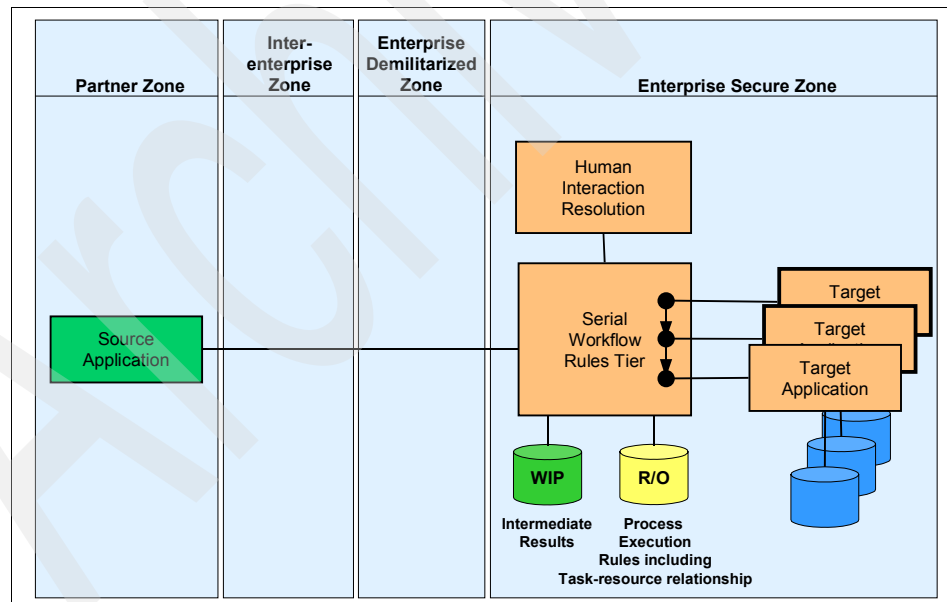 Partner Zone
Inter-
enterprise
Zone
Enterprise
Demilitarized
Zone
Enterprise Secure Zone
Human
Interaction
Resolution
Source
Application
Serial
Workflow
Rules Tier
Target
Target
Target
Application
WIP
R/O
Intermediate
Results
Process
Execution
Rules including
Task-resource relationship